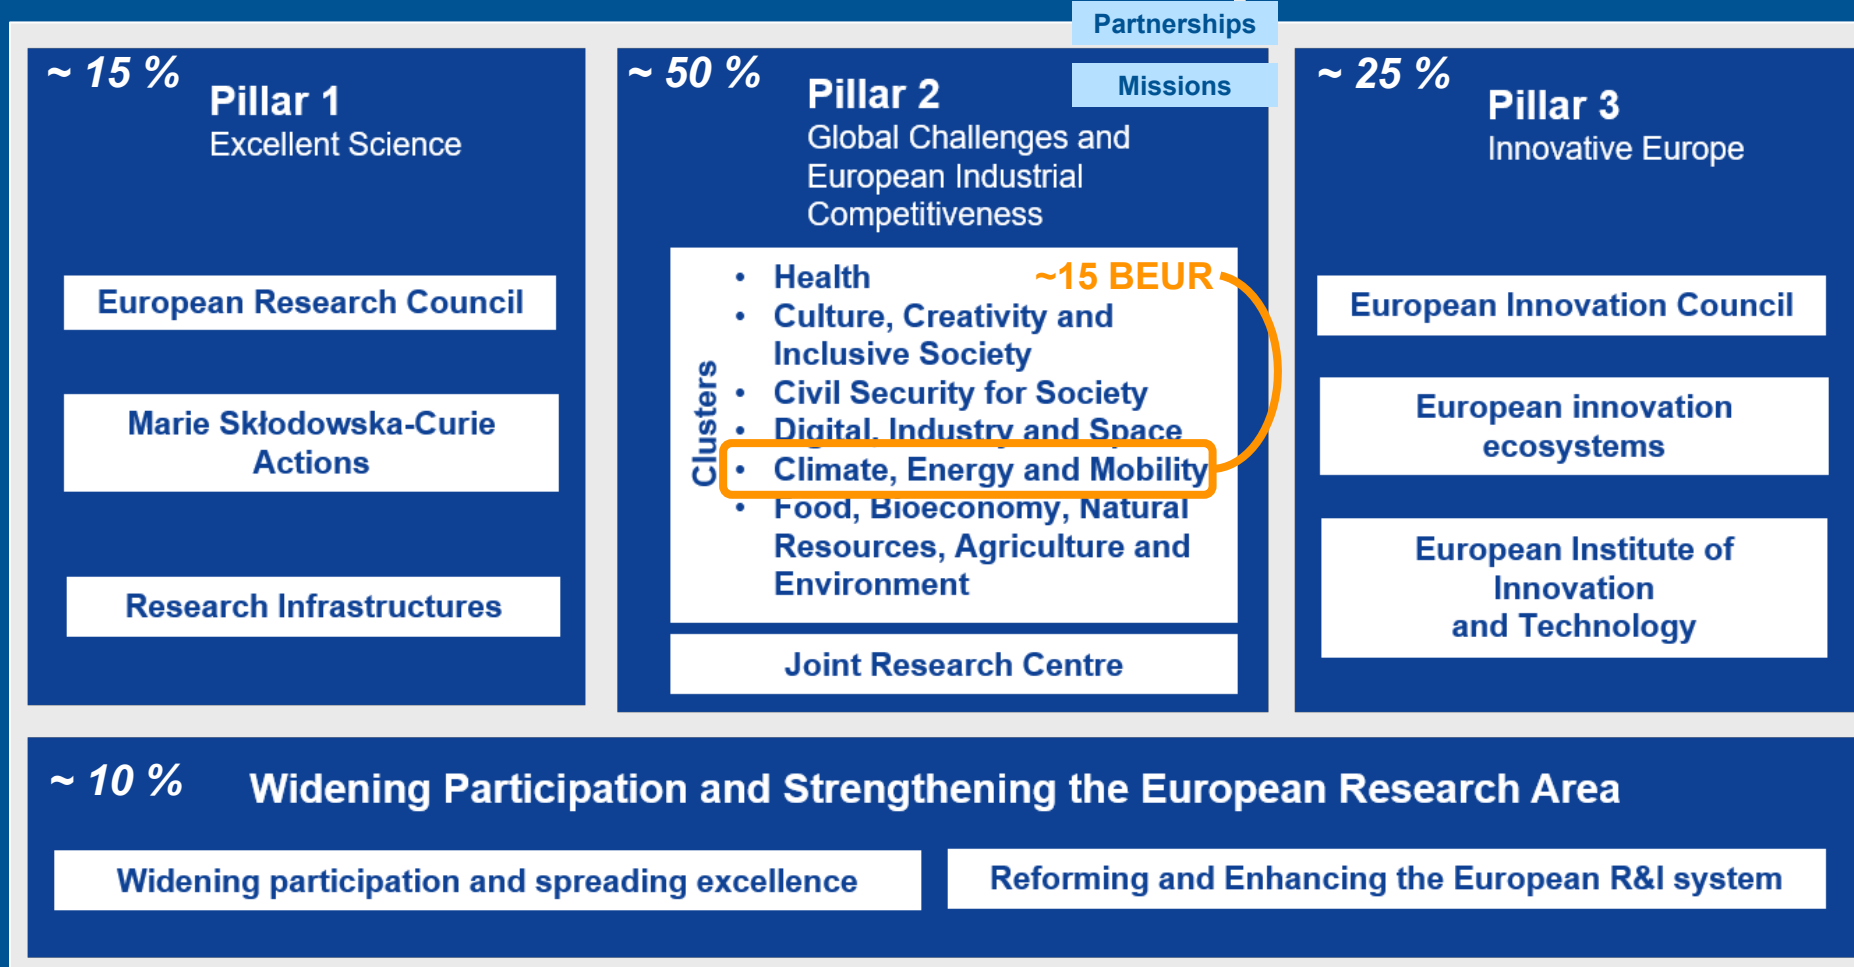 Partnerships
Missions
~ 15 %
Pillar 1
Excellent Science
European Research Council
Marie Skłodowska-Curie
Actions
Research Infrastructures
~ 50 %
Pillar 2
Global Challenges and
European Industrial
Competitiveness
Clusters
• Health
~15 BEUR
• Culture, Creativity and
Inclusive Society
• Civil Security for Society
• Digital, Industry and Space
• Climate, Energy and Mobility
• Food, Bioeconomy, Natural
Resources, Agriculture and
Environment
Joint Research Centre
~ 25 %
Pillar 3
Innovative Europe
European Innovation Council
European innovation
ecosystems
European Institute of
Innovation
and Technology
~ 10 %
Widening Participation and Strengthening the European Research Area
Widening participation and spreading excellence
Reforming and Enhancing the European R&I system